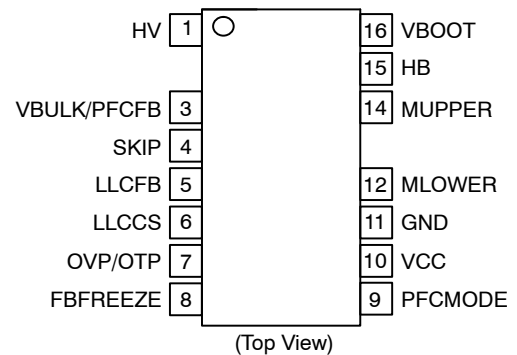 HV 1 16 VBOOT
15 HB
VBULK/PFCFB 3 14 MUPPER
SKIP 4
LLCFB 5 12 MLOWER
LLCCS 6 11 GND
OVP/OTP 7 10 VCC
FBFREEZE 8 9 PFCMODE
(Top View)